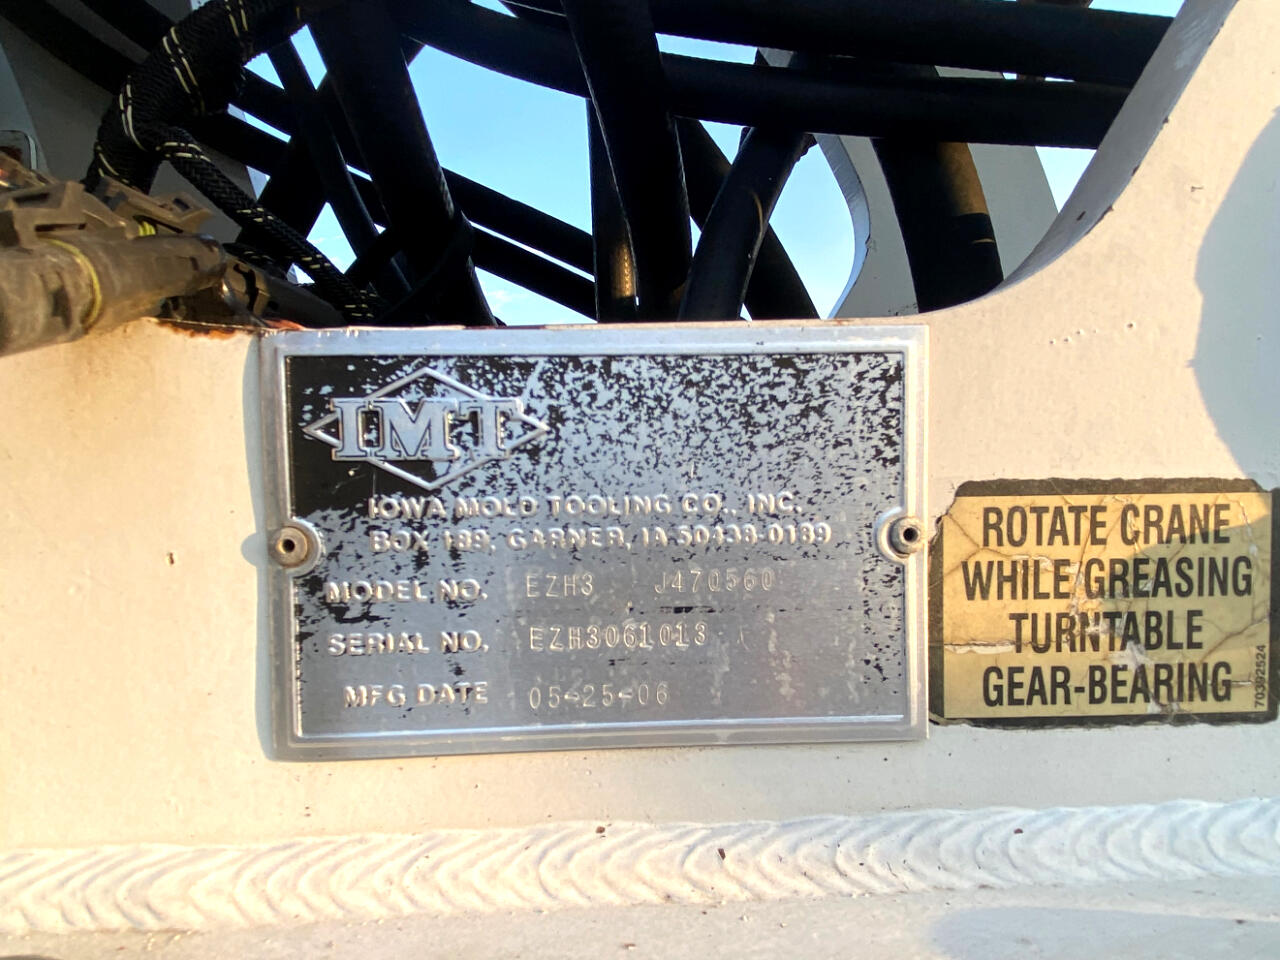 IMT
IOWA MOLD TOOLING CO., INC.
BOX 189, GARNER, IA 50438-0189
MODEL NO. EZH3 J470560
SERIAL NO. EZH3061013
MFG DATE 05-25-06
ROTATE CRANE
WHILE GREASING
TURNTABLE
GEAR-BEARING
70392524